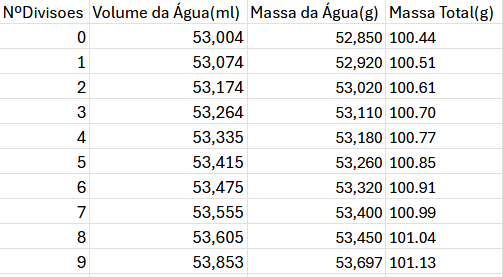 NºDivisoes Volume da Água(ml) Massa da Água(g) Massa Total(g)
0 53,004 52,850 100.44
1 53,074 52,920 100.51
2 53,174 53,020 100.61
3 53,264 53,110 100.70
4 53,335 53,180 100.77
5 53,415 53,260 100.85
6 53,475 53,320 100.91
7 53,555 53,400 100.99
8 53,605 53,450 101.04
9 53,853 53,697 101.13